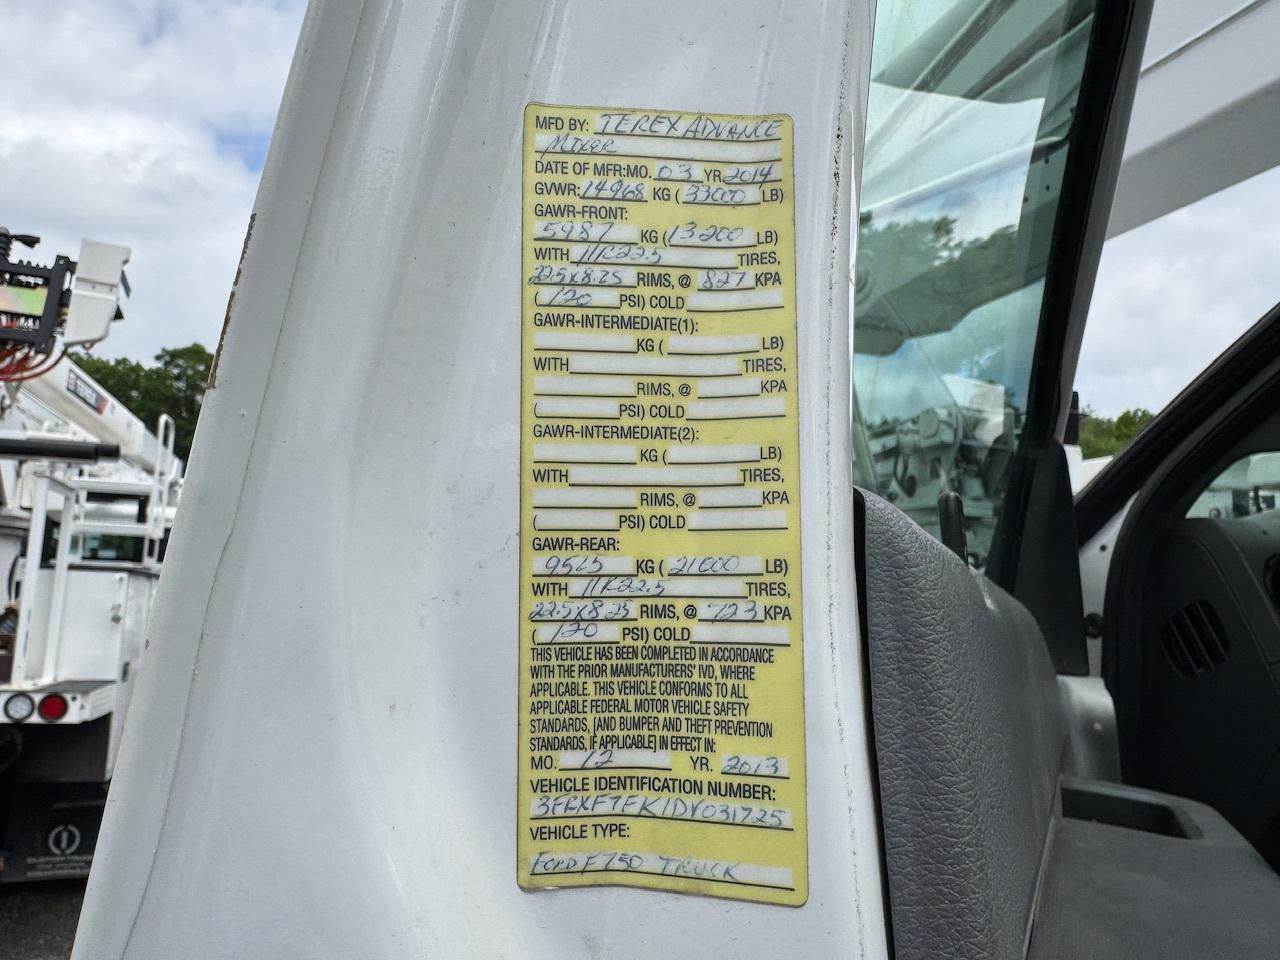 MFD BY: TEREX ADVANCE
MIXER
DATE OF MFR:MO. 03 YR 2014
GVWR: 14968 KG ( 33000 LB)
GAWR-FRONT:
5987 KG ( 13200 LB)
WITH 11R22.5 TIRES,
22.5x8.25 RIMS, @ 827 KPA
( 120 PSI) COLD
GAWR-INTERMEDIATE(1):
KG ( LB)
WITH TIRES,
RIMS, @ KPA
( PSI) COLD
GAWR-INTERMEDIATE(2):
KG ( LB)
WITH TIRES,
RIMS, @ KPA
( PSI) COLD
GAWR-REAR:
9525 KG ( 21000 LB)
WITH 11R22.5 TIRES,
22.5x8.25 RIMS, @ 723 KPA
( 120 PSI) COLD
THIS VEHICLE HAS BEEN COMPLETED IN ACCORDANCE
WITH THE PRIOR MANUFACTURERS' IVD, WHERE
APPLICABLE. THIS VEHICLE CONFORMS TO ALL
APPLICABLE FEDERAL MOTOR VEHICLE SAFETY
STANDARDS, [AND BUMPER AND THEFT PREVENTION
STANDARDS, IF APPLICABLE] IN EFFECT IN:
MO. 12 YR. 2013
VEHICLE IDENTIFICATION NUMBER:
3FRXF7FK1DV031725
VEHICLE TYPE:
FORD F750 TRUCK